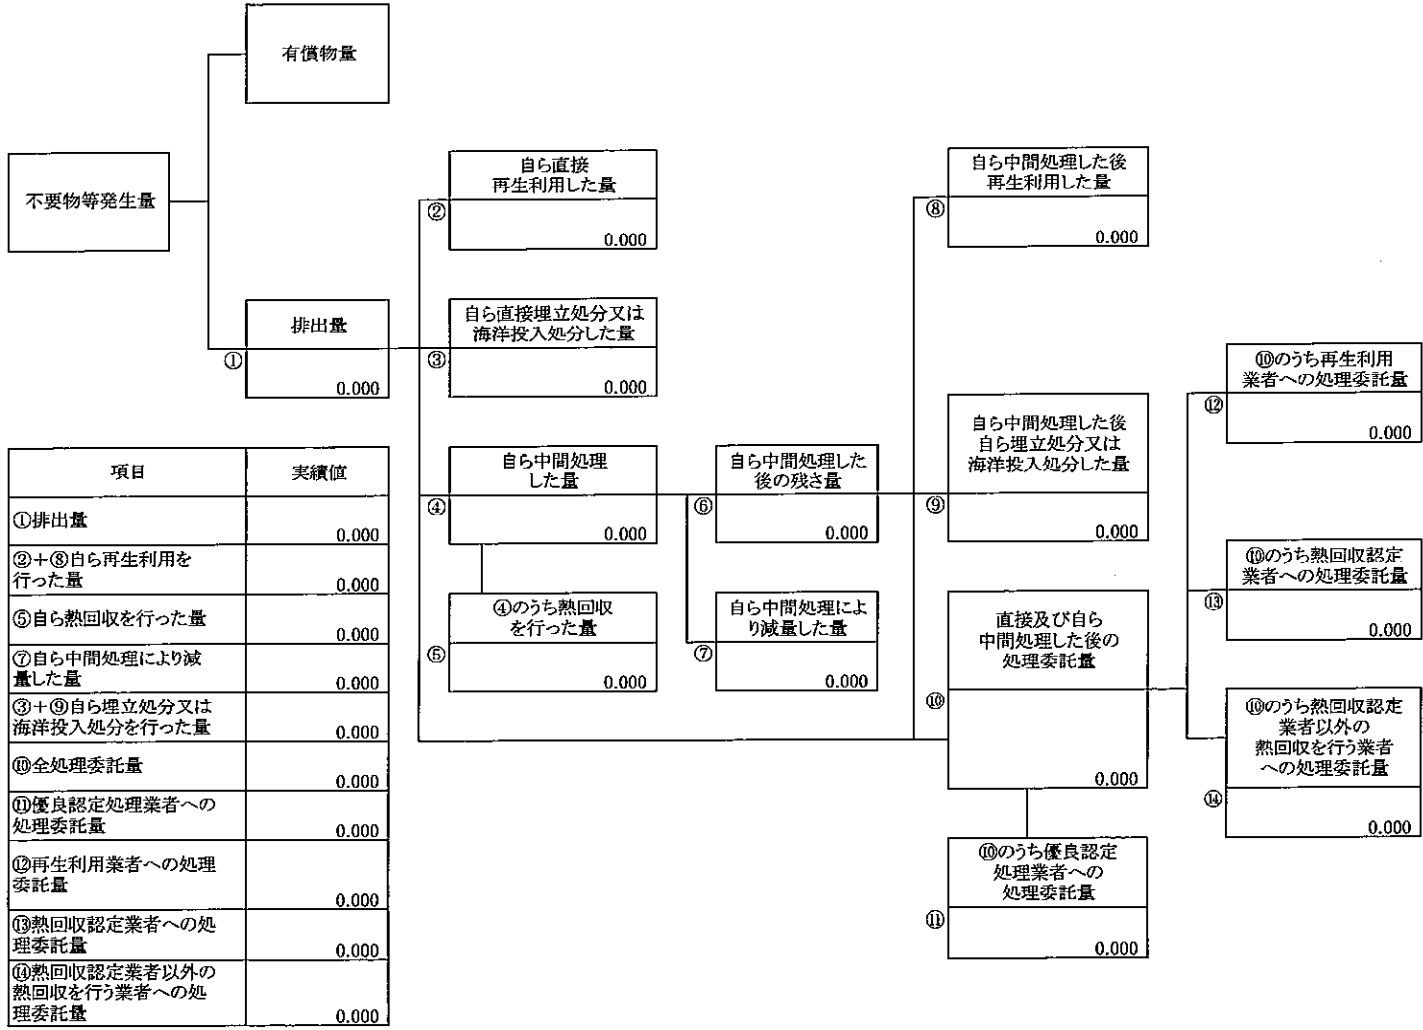 有償物量
不要物等発生量
排出量
①
0.000
自ら直接
再生利用した量
②
0.000
自ら直接埋立処分又は
海洋投入処分した量
③
0.000
自ら中間処理
した量
④
0.000
④のうち熱回収
を行った量
⑤
0.000
自ら中間処理した
後の残さ量
⑥
0.000
自ら中間処理によ
り減量した量
⑦
0.000
自ら中間処理した後
再生利用した量
⑧
0.000
自ら中間処理した後
自ら埋立処分又は
海洋投入処分した量
⑨
0.000
直接及び自ら
中間処理した後の
処理委託量
⑩
0.000
⑩のうち優良認定
処理業者への
処理委託量
⑪
0.000
⑩のうち再生利用
業者への処理委託量
⑫
0.000
⑩のうち熱回収認定
業者への処理委託量
⑬
0.000
⑩のうち熱回収認定
業者以外の
熱回収を行う業者
への処理委託量
⑭
0.000
項目 実績値
①排出量
0.000
②+⑧自ら再生利用を
行った量
0.000
⑤自ら熱回収を行った量
0.000
⑦自ら中間処理により減
量した量
0.000
③+⑨自ら埋立処分又は
海洋投入処分を行った量
0.000
⑩全処理委託量
0.000
⑪優良認定処理業者への
処理委託量
0.000
⑫再生利用業者への処理
委託量
0.000
⑬熱回収認定業者への処
理委託量
0.000
⑭熱回収認定業者以外の
熱回収を行う業者への処
理委託量
0.000